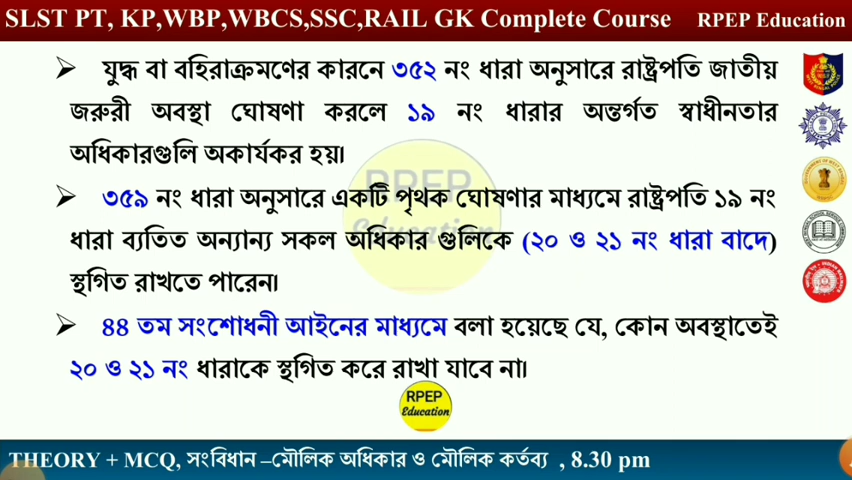 SLST PT, KP,WBP,WBCS,SSC,RAIL GK Complete Course RPEP Education
➢ যুদ্ধ বা বহিরাক্রমণের কারনে ৩৫২ নং ধারা অনুসারে রাষ্ট্রপতি জাতীয়
জরুরী অবস্থা ঘোষণা করলে ১৯ নং ধারার অন্তর্গত স্বাধীনতার
অধিকারগুলি অকার্যকর হয়।
➢ ৩৫৯ নং ধারা অনুসারে একটি পৃথক ঘোষণার মাধ্যমে রাষ্ট্রপতি ১৯ নং
ধারা ব্যতিত অন্যান্য সকল অধিকার গুলিকে (২০ ও ২১ নং ধারা বাদে)
স্থগিত রাখতে পারেন।
➢ 44 তম সংশোধনী আইনের মাধ্যমে বলা হয়েছে যে, কোন অবস্থাতেই
২০ ও ২১ নং ধারাকে স্থগিত করে রাখা যাবে না।
RPEP
Education
RPEP
Education
THEORY + MCQ, সংবিধান –মৌলিক অধিকার ও মৌলিক কর্তব্য , 8.30 pm